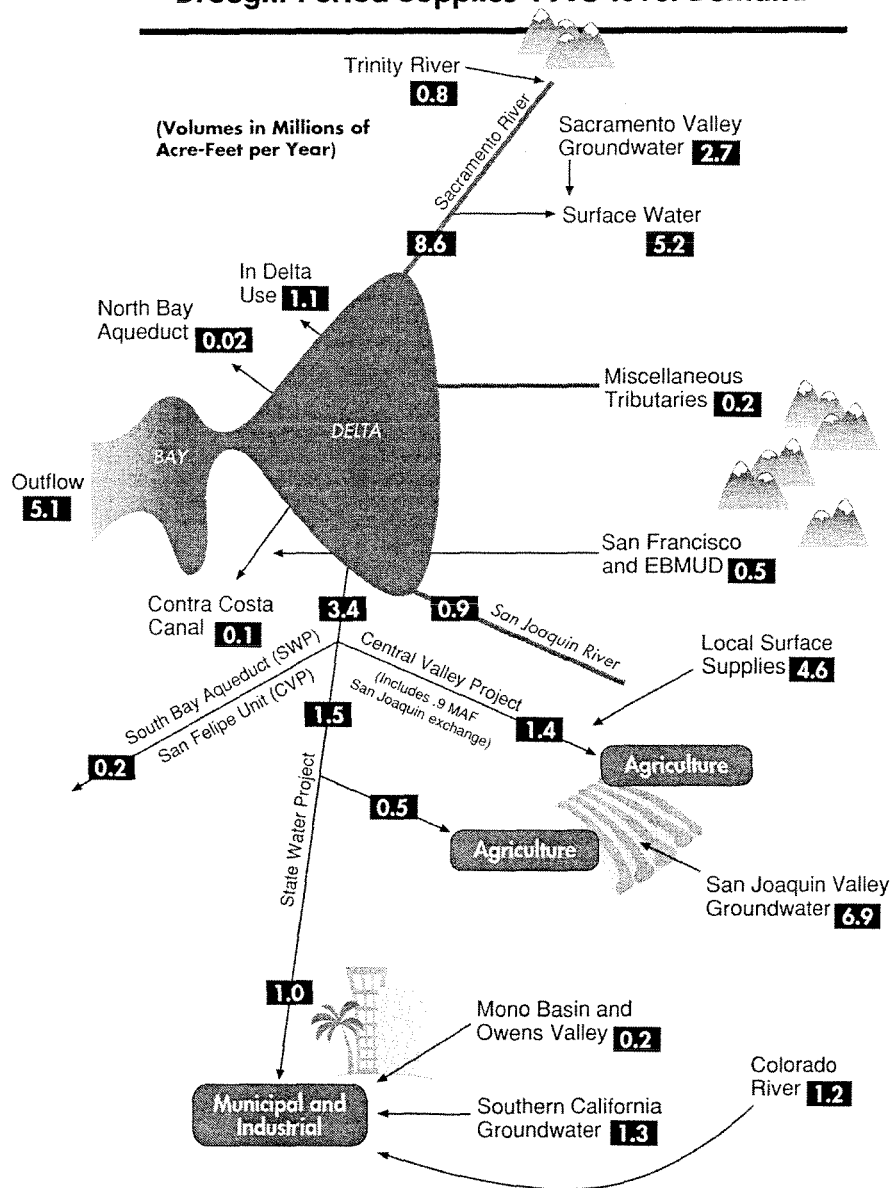 Trinity River
0.8
(Volumes in Millions of
Acre-Feet per Year)
Sacramento River
Sacramento Valley
Groundwater 2.7
Surface Water
5.2
8.6
In Delta
Use 1.1
North Bay
Aqueduct 0.02
Miscellaneous
Tributaries 0.2
DELTA
BAY
Outflow
5.1
San Francisco
and EBMUD 0.5
Contra Costa
Canal 0.1
3.4
0.9
San Joaquin River
Local Surface
Supplies 4.6
South Bay Aqueduct (SWP)
San Felipe Unit (CVP)
0.2
Central Valley Project
(Includes .9 MAF
San Joaquin exchange)
1.5
1.4
Agriculture
State Water Project
0.5
Agriculture
San Joaquin Valley
Groundwater 6.9
1.0
Mono Basin and
Owens Valley 0.2
Colorado
River 1.2
Municipal and
Industrial
Southern California
Groundwater 1.3